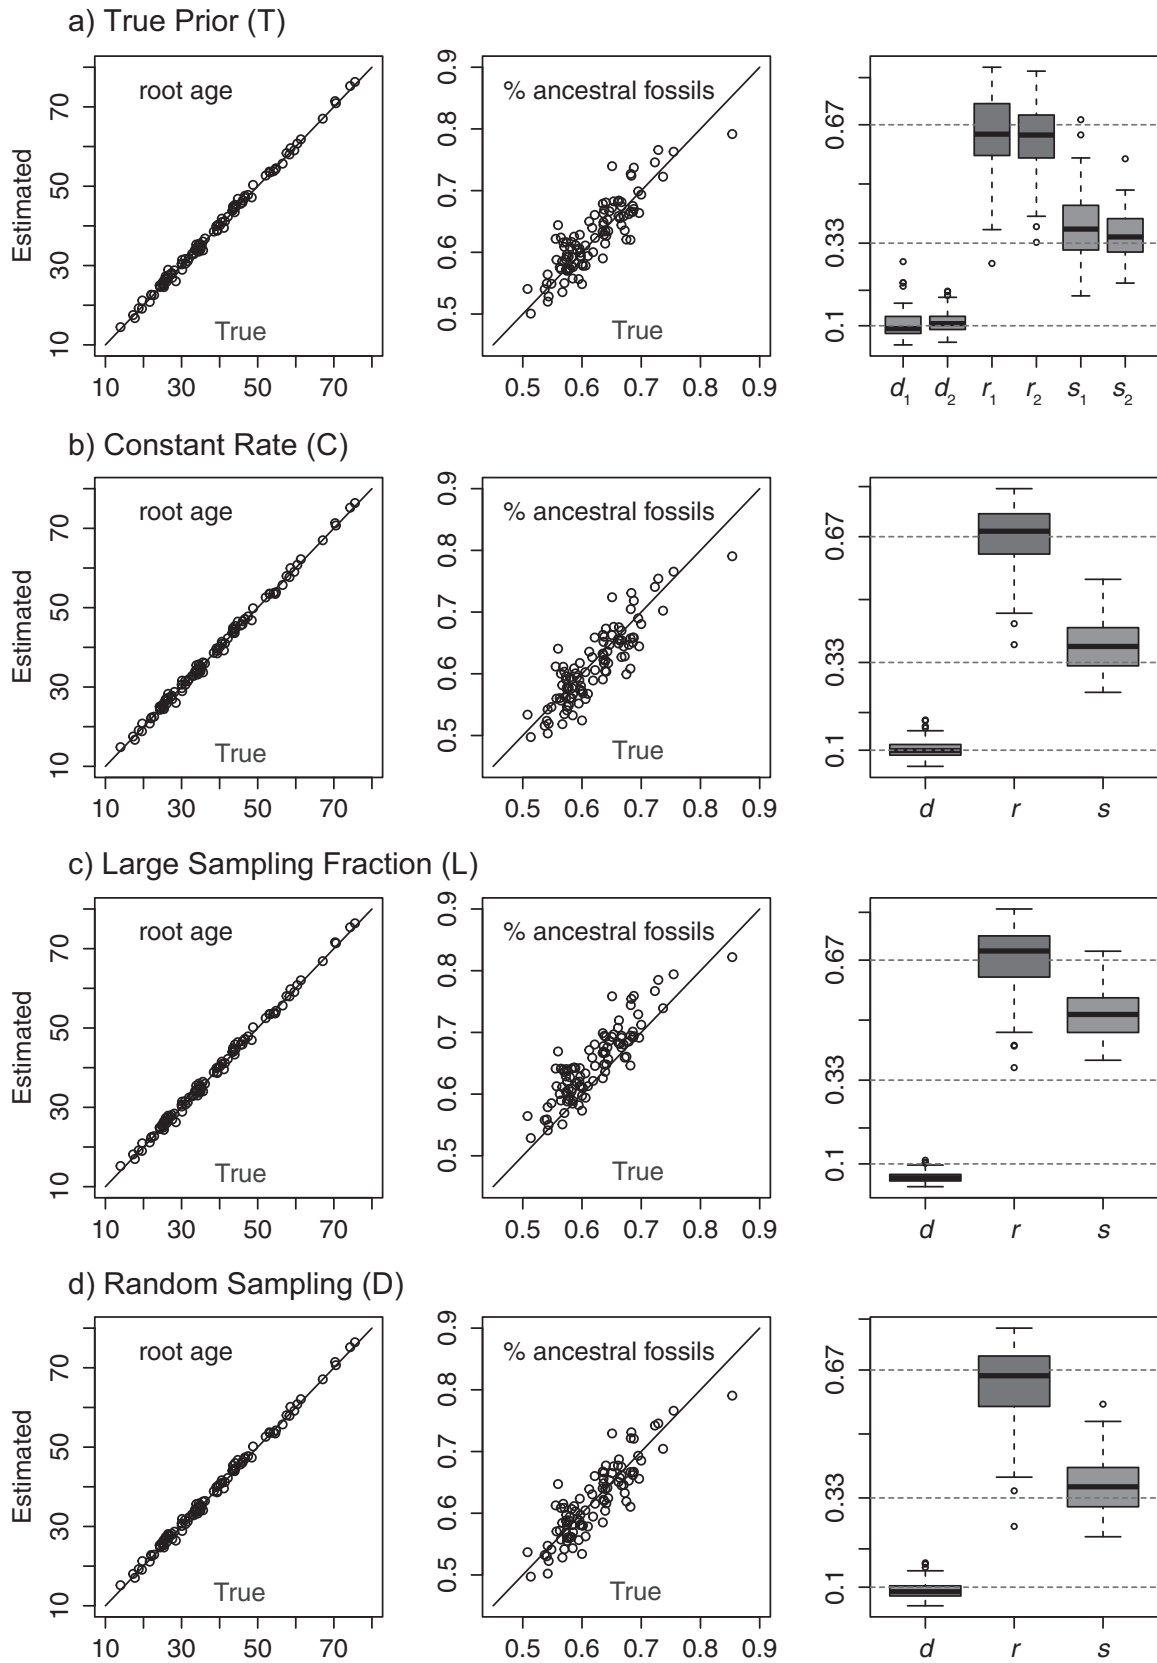 a) True Prior (T)
Estimated
10 30 50 70
root age
True
10 30 50 70
0.5 0.6 0.7 0.8 0.9
% ancestral fossils
0.5 0.6 0.7 0.8 0.9
0.1 0.33 0.67
d1 d2 r1 r2 s1 s2
b) Constant Rate (C)
Estimated
10 30 50 70
root age
True
10 30 50 70
0.5 0.6 0.7 0.8 0.9
% ancestral fossils
True
0.5 0.6 0.7 0.8 0.9
0.1 0.33 0.67
d r s
c) Large Sampling Fraction (L)
Estimated
10 30 50 70
root age
True
10 30 50 70
0.5 0.6 0.7 0.8 0.9
% ancestral fossils
True
0.5 0.6 0.7 0.8 0.9
0.1 0.33 0.67
d r s
d) Random Sampling (D)
Estimated
10 30 50 70
root age
True
10 30 50 70
0.5 0.6 0.7 0.8 0.9
% ancestral fossils
True
0.5 0.6 0.7 0.8 0.9
0.1 0.33 0.67
d r s